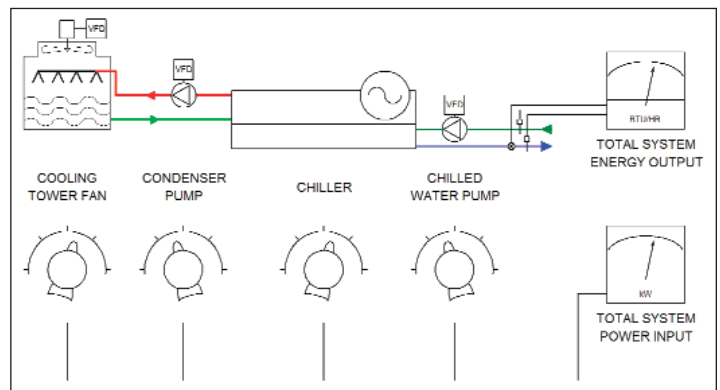 VFD
VFD
VFD
BTU/HR
TOTAL SYSTEM
ENERGY OUTPUT
COOLING
TOWER FAN
CONDENSER
PUMP
CHILLER
CHILLED
WATER PUMP
kW
TOTAL SYSTEM
POWER INPUT